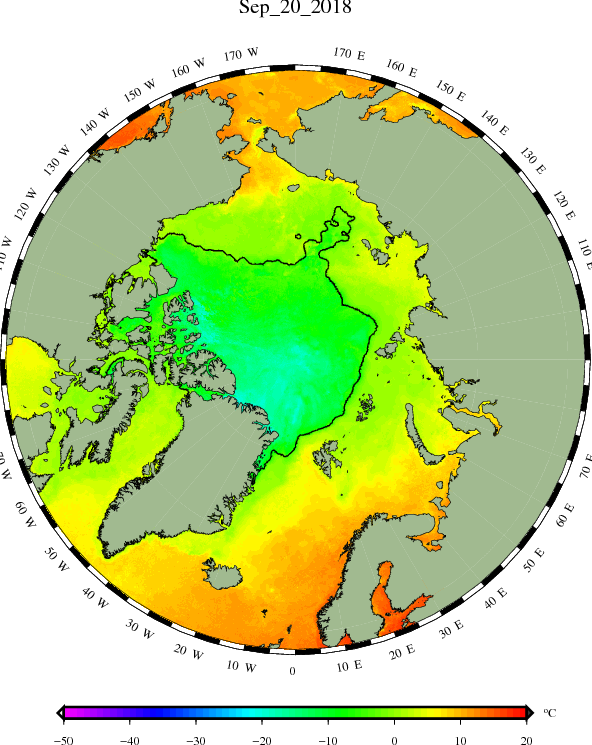 Sep_20_2018
170 W
170 E
160 W
160 E
150 W
150 E
140 W
140 E
130 W
130 E
120 W
120 E
110 E
70 E
60 W
60 E
50 W
50 E
40 W
40 E
30 W
30 E
20 W
20 E
10 W
0
10 E
°C
−50 −40 −30 −20 −10 0 10 20